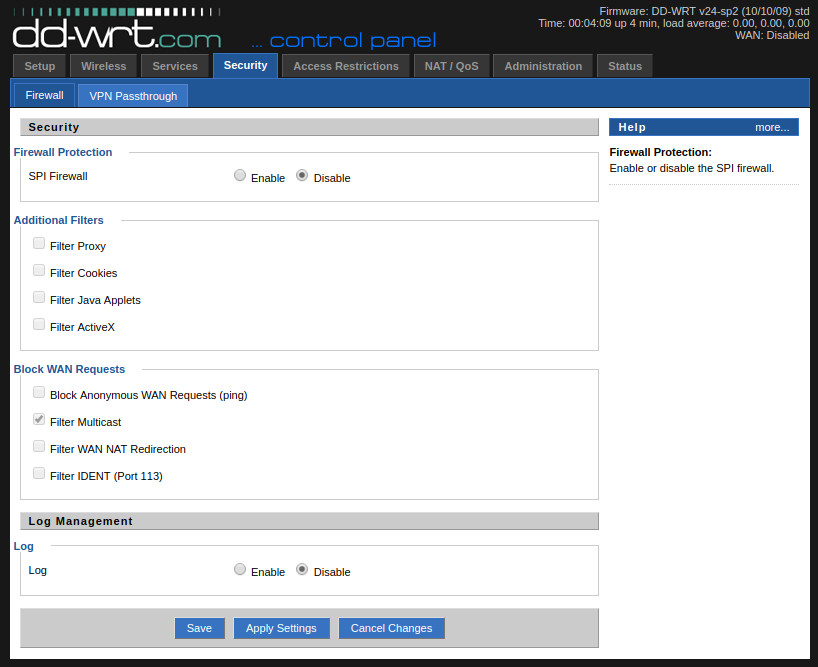 Firmware: DD-WRT v24-sp2 (10/10/09) std
Time: 00:04:09 up 4 min, load average: 0.00, 0.00, 0.00
WAN: Disabled
dd-wrt.com ... control panel
Setup Wireless Services Security Access Restrictions NAT / QoS Administration Status
Firewall VPN Passthrough
Security
Firewall Protection
SPI Firewall Enable Disable
Additional Filters
Filter Proxy
Filter Cookies
Filter Java Applets
Filter ActiveX
Block WAN Requests
Block Anonymous WAN Requests (ping)
Filter Multicast
Filter WAN NAT Redirection
Filter IDENT (Port 113)
Log Management
Log
Log Enable Disable
Save Apply Settings Cancel Changes
Help more...
Firewall Protection:
Enable or disable the SPI firewall.